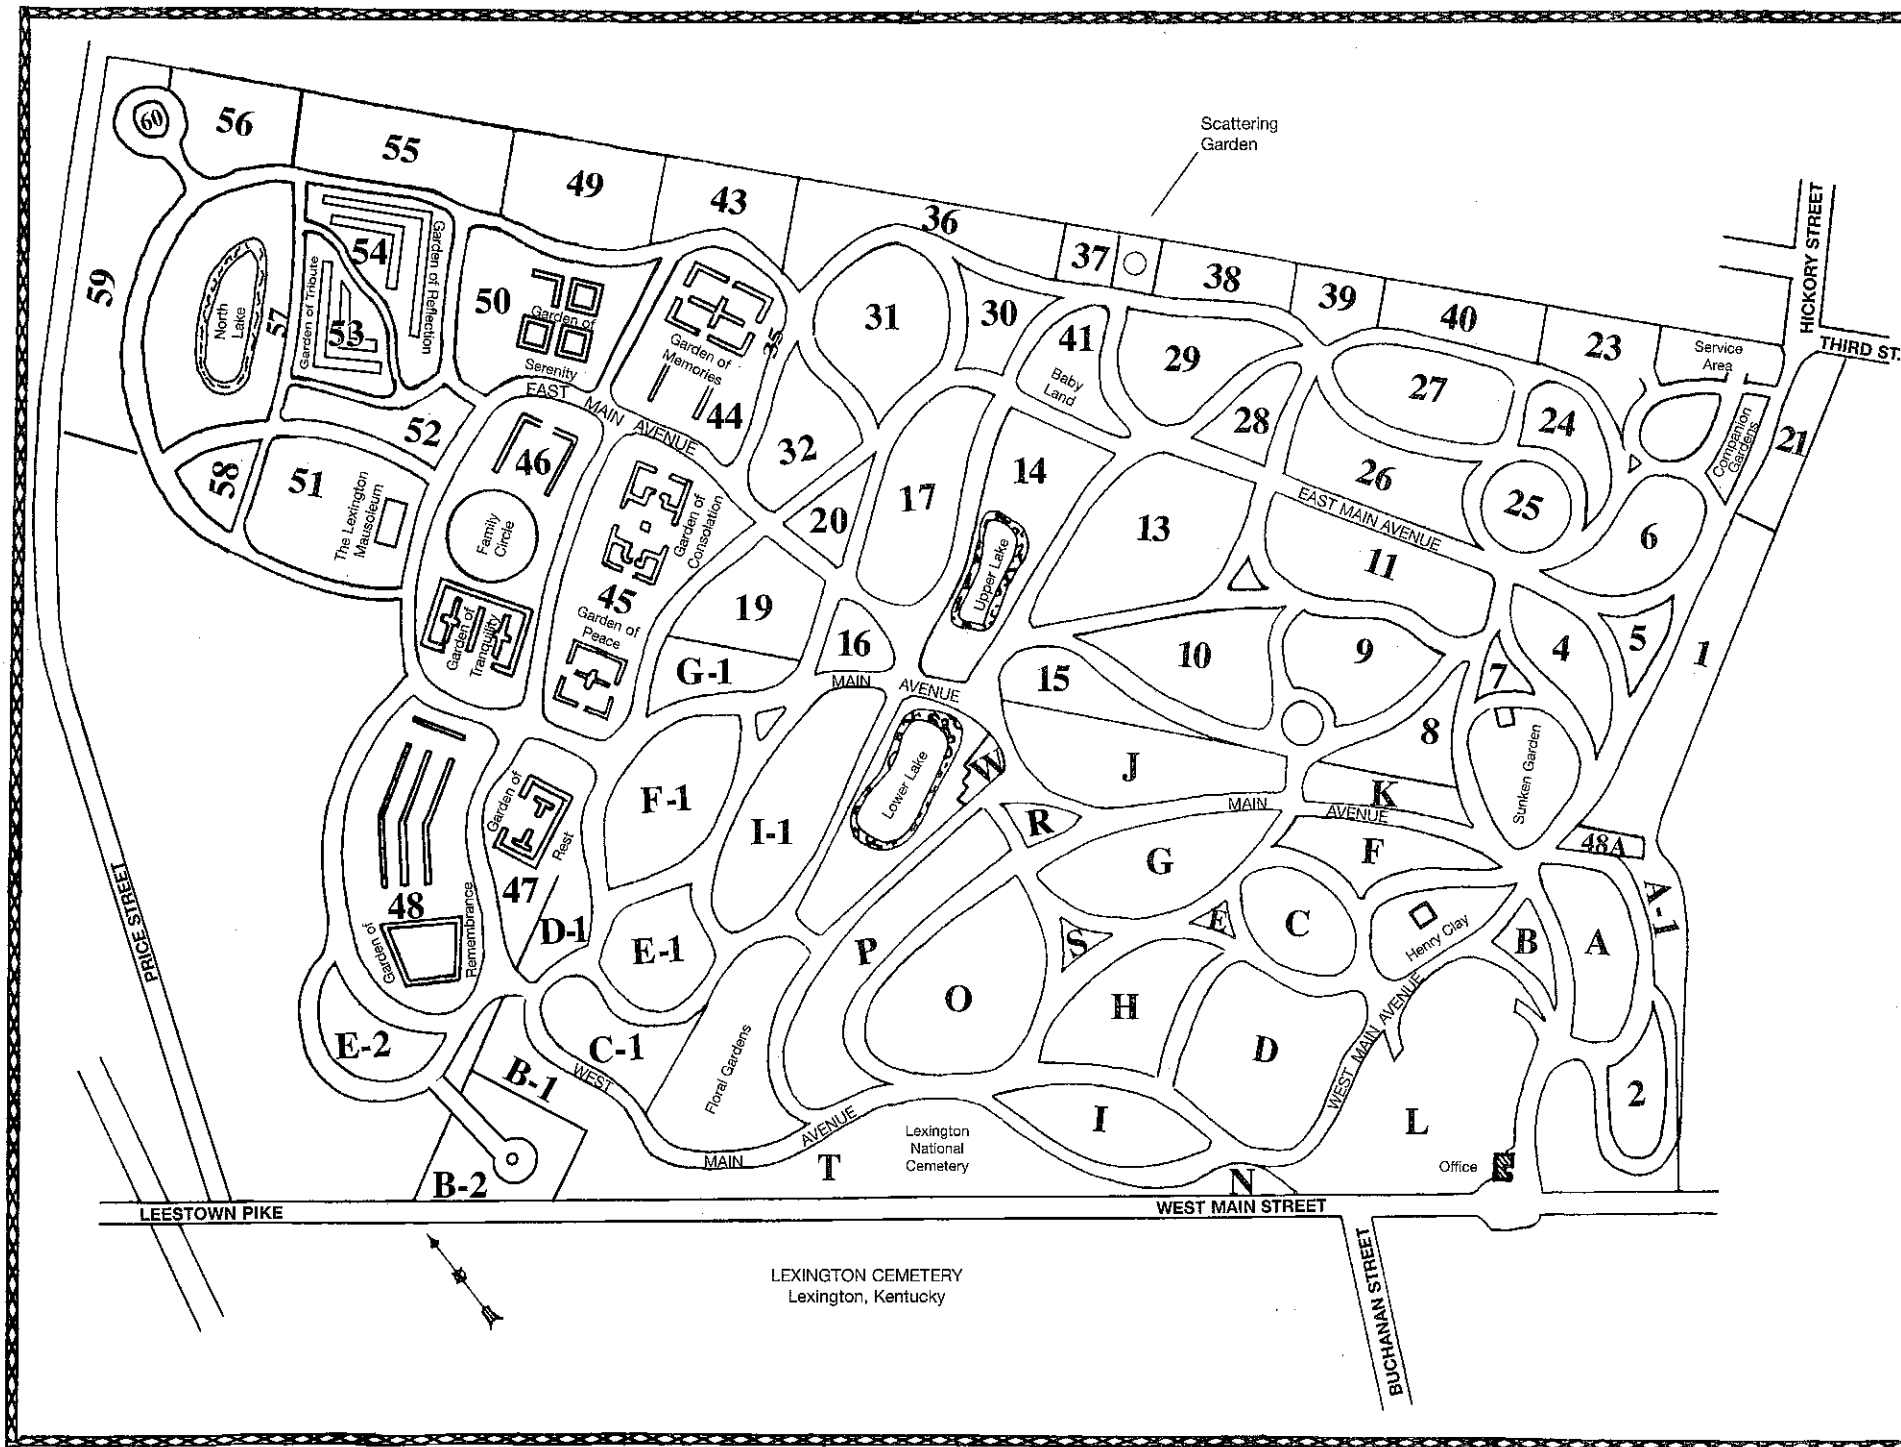 Scattering
Garden
56
60
55
49
43
36
37
38
39
40
23
Service
Area
HICKORY STREET
THIRD ST.
59
North
Lake
57
54
Garden of Reflection
Garden of Tribute
53
50
Garden of
Serenity
Garden of
Memories
35
44
31
30
41
Baby
Land
29
28
27
24
Companion
Gardens
21
52
58
51
The Lexington
Mausoleum
EAST MAIN AVENUE
46
Family
Circle
Garden of
Tranquility
Garden of
Consolation
45
Garden of
Peace
32
20
17
14
Upper Lake
13
26
EAST MAIN AVENUE
25
6
11
19
16
G-1
MAIN AVENUE
15
10
9
7
4
5
1
8
Sunken Garden
J
K
MAIN AVENUE
Lower Lake
W
R
F-1
I-1
Garden of
Rest
47
D-1
48
Garden of
Remembrance
E-1
P
O
S
G
E
C
F
Henry Clay
48A
A-1
B
A
H
D
WEST MAIN AVENUE
E-2
B-1
C-1
Floral Gardens
WEST MAIN AVENUE
I
L
2
T
Lexington
National
Cemetery
N
Office
B-2
PRICE STREET
LEESTOWN PIKE
WEST MAIN STREET
BUCHANAN STREET
LEXINGTON CEMETERY
Lexington, Kentucky